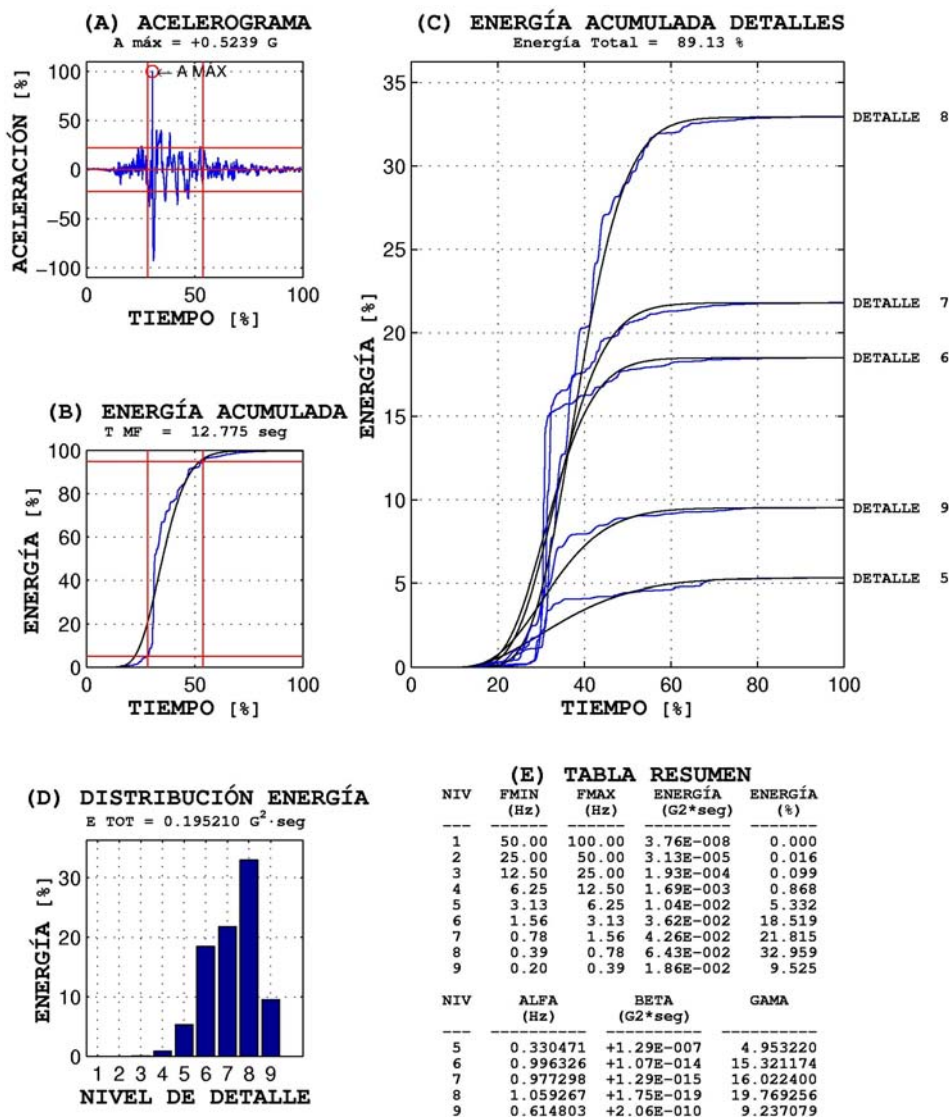 (A) ACELEROGRAMA
A máx = +0.5239 G
ACELERACIÓN [%]
100
50
0
−50
−100
← A MÁX
0 50 100
TIEMPO [%]
(B) ENERGÍA ACUMULADA
T MF = 12.775 seg
ENERGÍA [%]
100
80
60
40
20
0
0 50 100
TIEMPO [%]
(C) ENERGÍA ACUMULADA DETALLES
Energía Total = 89.13 %
ENERGÍA [%]
35
30
25
20
15
10
5
0
0 20 40 60 80 100
TIEMPO [%]
DETALLE 8
DETALLE 7
DETALLE 6
DETALLE 9
DETALLE 5
(D) DISTRIBUCIÓN ENERGÍA
E TOT = 0.195210 G²·seg
ENERGÍA [%]
30
20
10
0
1 2 3 4 5 6 7 8 9
NIVEL DE DETALLE
(E) TABLA RESUMEN
NIV FMIN FMAX ENERGÍA ENERGÍA
(Hz) (Hz) (G2*seg) (%)
--- ------ ------ --------- -------
1 50.00 100.00 3.76E-008 0.000
2 25.00 50.00 3.13E-005 0.016
3 12.50 25.00 1.93E-004 0.099
4 6.25 12.50 1.69E-003 0.868
5 3.13 6.25 1.04E-002 5.332
6 1.56 3.13 3.62E-002 18.519
7 0.78 1.56 4.26E-002 21.815
8 0.39 0.78 6.43E-002 32.959
9 0.20 0.39 1.86E-002 9.525
NIV ALFA BETA GAMA
(Hz) (G2*seg)
--- ----------- ---------- -----------
5 0.330471 +1.29E-007 4.953220
6 0.996326 +1.07E-014 15.321174
7 0.977298 +1.29E-015 16.022400
8 1.059267 +1.75E-019 19.769256
9 0.614803 +2.06E-010 9.237079